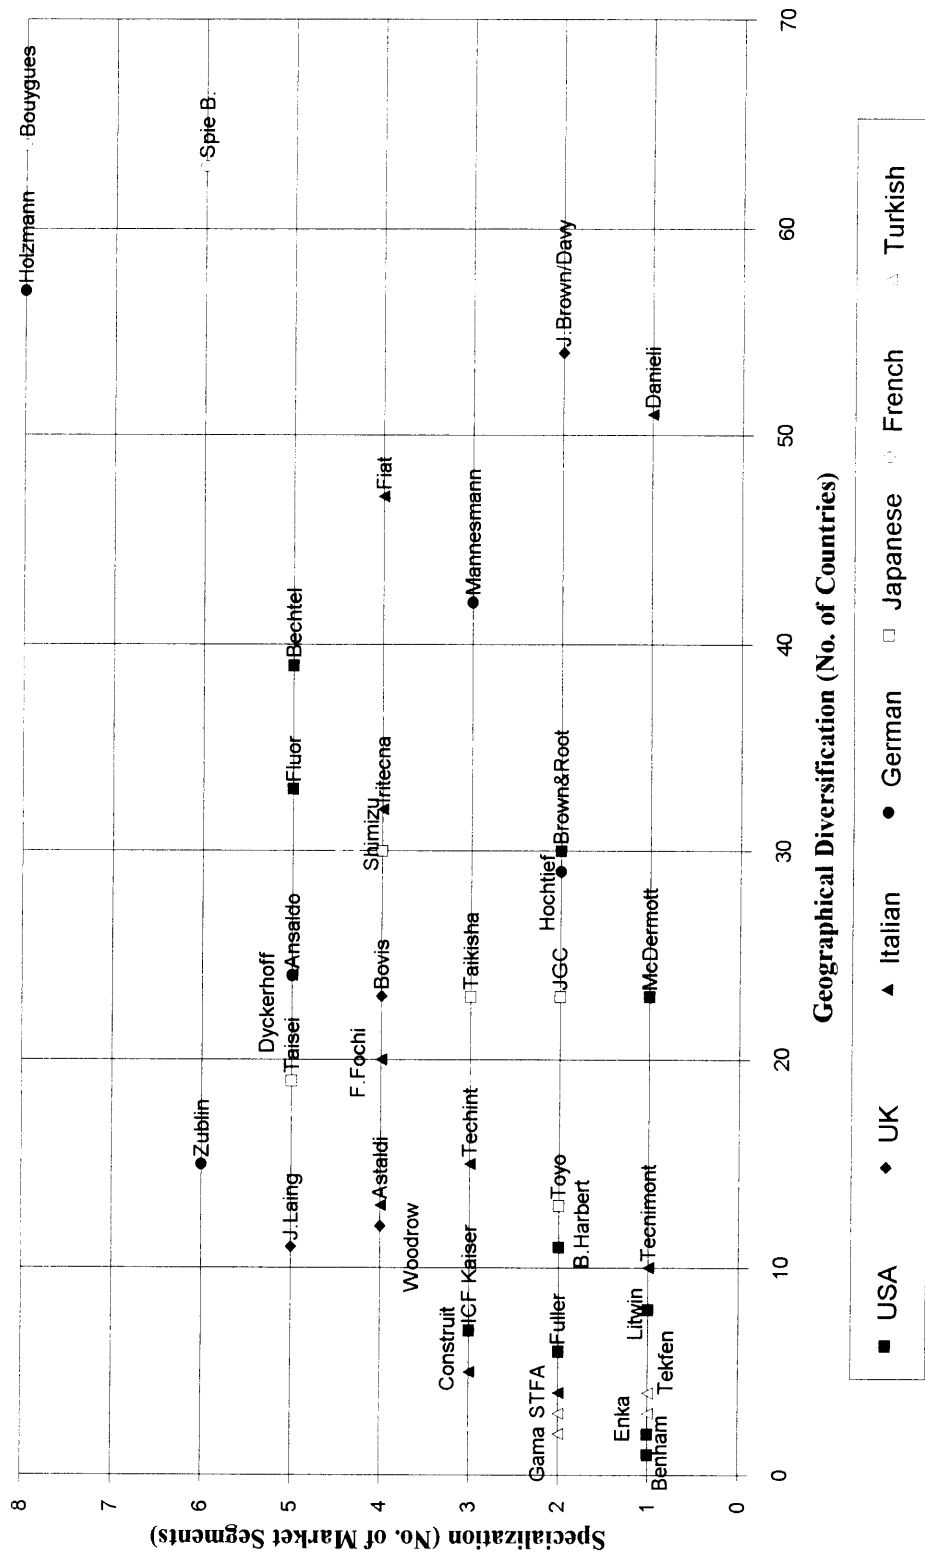 Specialization (No. of Market Segments)
8
7
6
5
4
3
2
1
0
Holzmann
Bouygues
Zublin
Spie B.
Dyckerhoff
J.Laing
Taisei
Ansaldo
Fluor
Bechtel
F.Fochi
Shimizu
Astaldi
Bovis
Iritecna
Fiat
Woodrow
Construit
ICF Kaiser
Techint
Taikisha
Mannesmann
Gama
STFA
Fuller
Toyo
JGC
Hochtief
Brown&Root
J.Brown/Davy
B.Harbert
Enka
Litwin
Tecnimont
McDermott
Danieli
Benham
Tekfen
0 10 20 30 40 50 60 70
Geographical Diversification (No. of Countries)
USA UK Italian German Japanese French Turkish